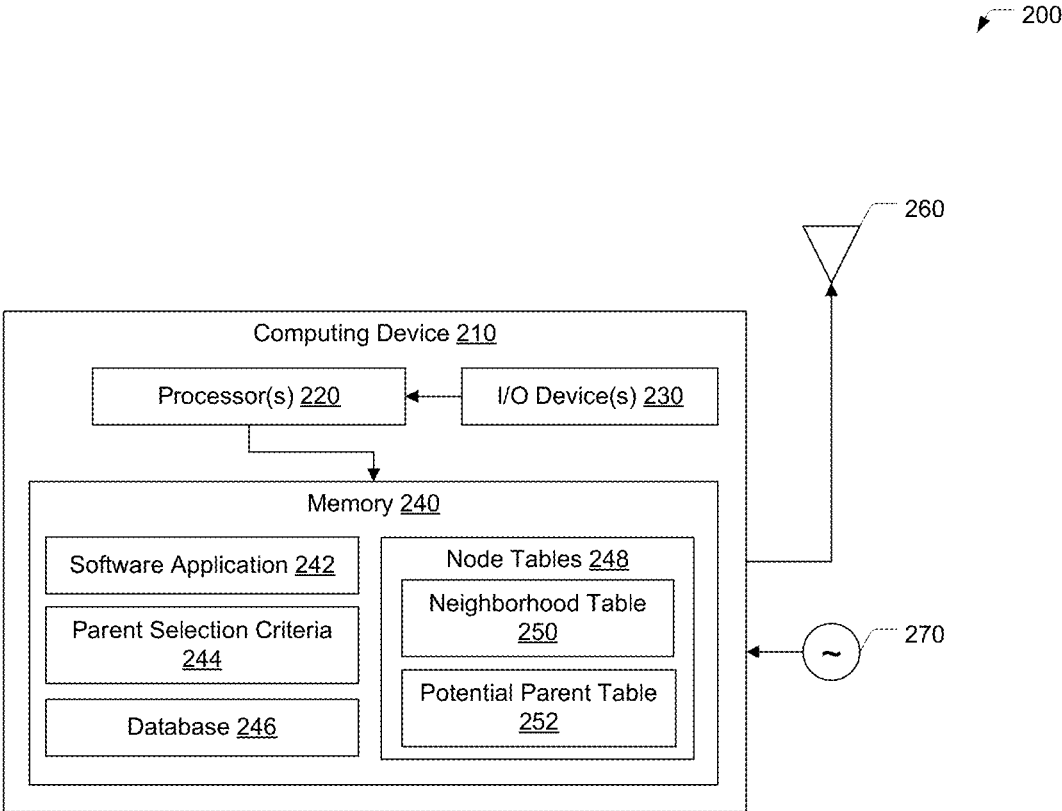 200
260
Computing Device 210
Processor(s) 220
I/O Device(s) 230
Memory 240
Software Application 242
Parent Selection Criteria
244
Database 246
Node Tables 248
Neighborhood Table
250
Potential Parent Table
252
~
270